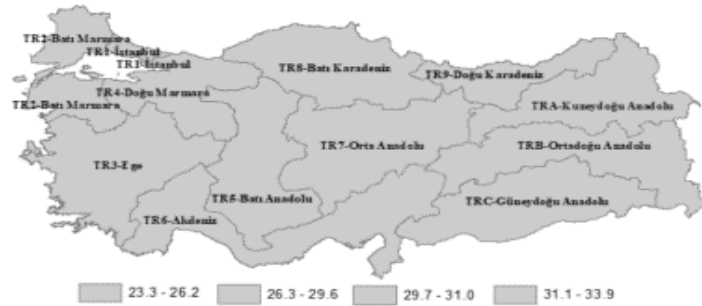 TR2-Batı Marmara
TR1-İstanbul
TR1-İstanbul
TR8-Batı Karadeniz
TR9-Doğu Karadeniz
TR4-Doğu Marmara
TR2-Batı Marmara
TRA-Kuzeydoğu Anadolu
TR7-Orta Anadolu
TRB-Ortadoğu Anadolu
TR3-Ege
TR5-Batı Anadolu
TRC-Güneydoğu Anadolu
TR6-Akdeniz
23.3 - 26.2
26.3 - 29.6
29.7 - 31.0
31.1 - 33.9